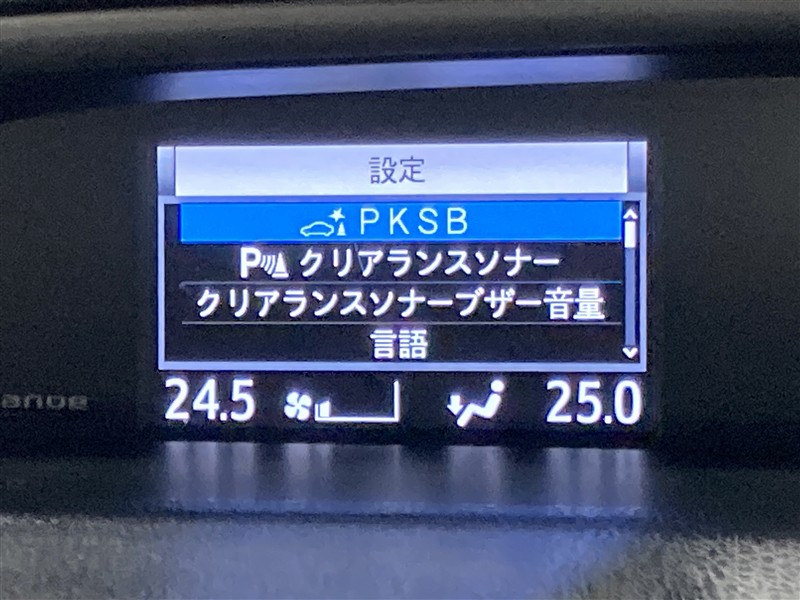 設定
PKSB
P クリアランスソナー
クリアランスソナーブザー音量
言語
24.5 25.0